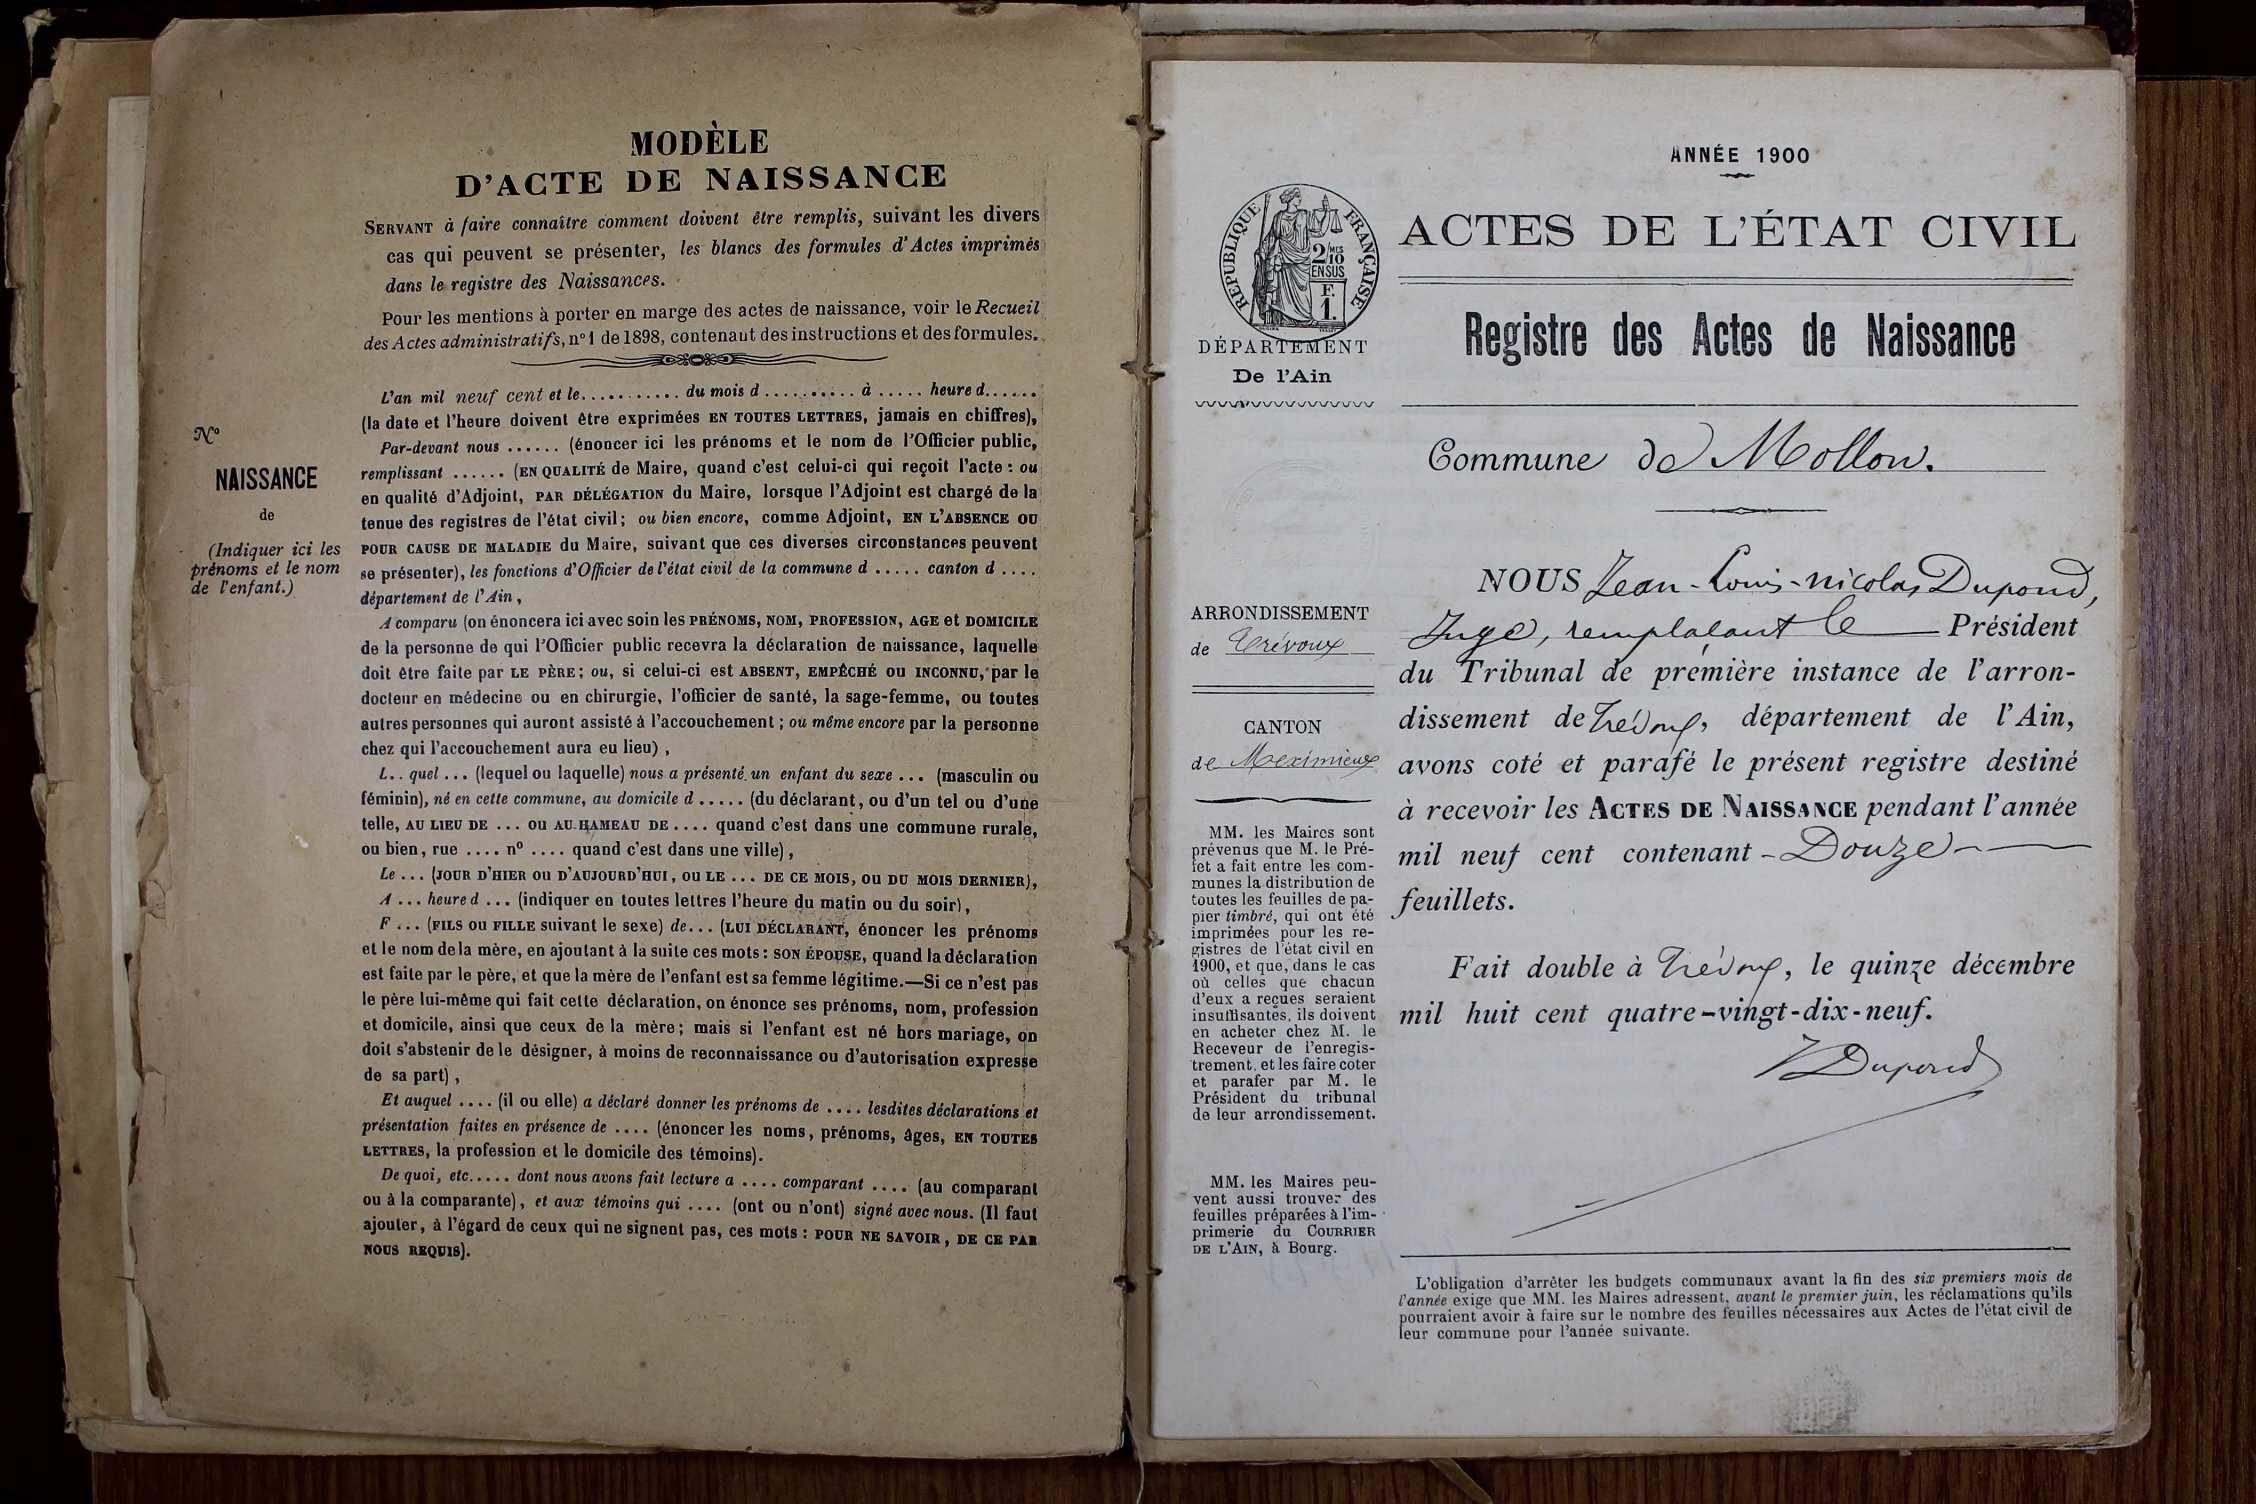 MODÈLE
D'ACTE DE NAISSANCE
SERVANT à faire connaître comment doivent être remplis, suivant les divers
cas qui peuvent se présenter, les blancs des formules d'Actes imprimés
dans le registre des Naissances.
Pour les mentions à porter en marge des actes de naissance, voir le Recueil
des Actes administratifs, nº 1 de 1898, contenant des instructions et des formules.
Nº
NAISSANCE
de
(Indiquer ici les
prénoms et le nom
de l'enfant.)
L'an mil neuf cent et le........... du mois d .......... à ..... heure d......
(la date et l'heure doivent être exprimées EN TOUTES LETTRES, jamais en chiffres),
Par-devant nous ...... (énoncer ici les prénoms et le nom de l'Officier public,
remplissant ...... (EN QUALITÉ de Maire, quand c'est celui-ci qui reçoit l'acte : ou
en qualité d'Adjoint, PAR DÉLÉGATION du Maire, lorsque l'Adjoint est chargé de la
tenue des registres de l'état civil; ou bien encore, comme Adjoint, EN L'ABSENCE OU
POUR CAUSE DE MALADIE du Maire, suivant que ces diverses circonstances peuvent
se présenter), les fonctions d'Officier de l'état civil de la commune d ..... canton d ....
département de l'Ain,
A comparu (on énoncera ici avec soin les PRÉNOMS, NOM, PROFESSION, AGE et DOMICILE
de la personne de qui l'Officier public recevra la déclaration de naissance, laquelle
doit être faite par LE PÈRE; ou, si celui-ci est ABSENT, EMPÊCHÉ OU INCONNU, par le
docteur en médecine ou en chirurgie, l'officier de santé, la sage-femme, ou toutes
autres personnes qui auront assisté à l'accouchement ; ou même encore par la personne
chez qui l'accouchement aura eu lieu),
L.. quel ... (lequel ou laquelle) nous a présenté un enfant du sexe ... (masculin ou
féminin), né en cette commune, au domicile d ..... (du déclarant, ou d'un tel ou d'une
telle, AU LIEU DE ... OU AU HAMEAU DE .... quand c'est dans une commune rurale,
ou bien, rue .... nº .... quand c'est dans une ville),
Le ... (JOUR D'HIER OU D'AUJOURD'HUI, OU LE ... DE CE MOIS, OU DU MOIS DERNIER),
A ... heure d ... (indiquer en toutes lettres l'heure du matin ou du soir),
F ... (FILS OU FILLE suivant le sexe) de... (LUI DÉCLARANT, énoncer les prénoms
et le nom de la mère, en ajoutant à la suite ces mots : SON ÉPOUSE, quand la déclaration
est faite par le père, et que la mère de l'enfant est sa femme légitime.—Si ce n'est pas
le père lui-même qui fait cette déclaration, on énonce ses prénoms, nom, profession
et domicile, ainsi que ceux de la mère; mais si l'enfant est né hors mariage, on
doit s'abstenir de le désigner, à moins de reconnaissance ou d'autorisation expresse
de sa part),
Et auquel .... (il ou elle) a déclaré donner les prénoms de .... lesdites déclarations et
présentation faites en présence de .... (énoncer les noms, prénoms, âges, EN TOUTES
LETTRES, la profession et le domicile des témoins).
De quoi, etc..... dont nous avons fait lecture a .... comparant .... (au comparant
ou à la comparante), et aux témoins qui .... (ont ou n'ont) signé avec nous. (Il faut
ajouter, à l'égard de ceux qui ne signent pas, ces mots : POUR NE SAVOIR, DE CE PAR
NOUS REQUIS).
ANNÉE 1900
RÉPUBLIQUE FRANÇAISE
2/10 MES
EN SUS
F.
1.
ACTES DE L'ÉTAT CIVIL
DÉPARTEMENT
De l'Ain
Registre des Actes de Naissance
Commune de Mollon.
ARRONDISSEMENT
de Trévoux
CANTON
de Meximieux
MM. les Maires sont
prévenus que M. le Pré-
fet a fait entre les com-
munes la distribution de
toutes les feuilles de pa-
pier timbré, qui ont été
imprimées pour les re-
gistres de l'état civil en
1900, et que, dans le cas
où celles que chacun
d'eux a reçues seraient
insuffisantes, ils doivent
en acheter chez M. le
Receveur de l'enregis-
trement, et les faire coter
et parafer par M. le
Président du tribunal
de leur arrondissement.
MM. les Maires peu-
vent aussi trouver des
feuilles préparées à l'im-
primerie du COURRIER
DE L'AIN, à Bourg.
NOUS Jean-Louis-Nicolas Dupond,
Juge, remplaçant le Président
du Tribunal de première instance de l'arron-
dissement de Trévoux, département de l'Ain,
avons coté et parafé le présent registre destiné
à recevoir les ACTES DE NAISSANCE pendant l'année
mil neuf cent contenant - Douze -
feuillets.
Fait double à Trévoux, le quinze décembre
mil huit cent quatre-vingt-dix-neuf.
Dupond
L'obligation d'arrêter les budgets communaux avant la fin des six premiers mois de
l'année exige que MM. les Maires adressent, avant le premier juin, les réclamations qu'ils
pourraient avoir à faire sur le nombre des feuilles nécessaires aux Actes de l'état civil de
leur commune pour l'année suivante.